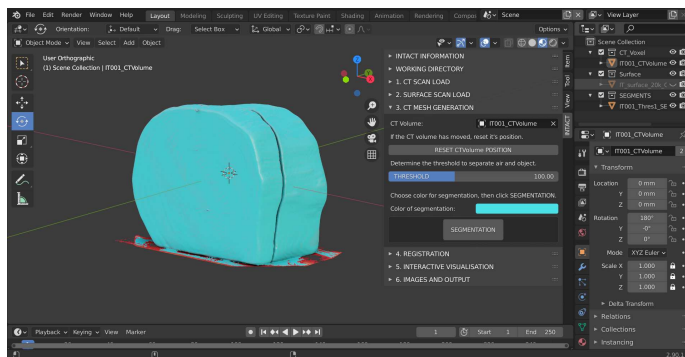 File Edit Render Window Help Layout Modeling Sculpting UV Editing Texture Paint Shading Animation Rendering Compos Scene View Layer
Orientation: Default Drag: Select Box Global Options
Object Mode View Select Add Object
User Orthographic
(1) Scene Collection | IT001_CTVolume
INTACT INFORMATION
WORKING DIRECTORY
1. CT SCAN LOAD
2. SURFACE SCAN LOAD
3. CT MESH GENERATION
CT Volume: IT001_CTVolume
If the CT volume has moved, reset it's position.
RESET CTVolume POSITION
Determine the threshold to separate air and object.
THRESHOLD 100.00
Choose color for segmentation, then click SEGMENTATION.
Color of segmentation:
SEGMENTATION
4. REGISTRATION
5. INTERACTIVE VISUALISATION
6. IMAGES AND OUTPUT
Item
Tool
View
INTACT
Scene Collection
CT_Voxel
IT001_CTVolume
Surface
IT_surface_20k_
SEGMENTS
IT001_Thres1_SE
IT001_CTVolume
IT001_CTVolume 2
Transform
Location 0 mm
Y 0 mm
Z 0 mm
Rotation 180°
Y -0°
Z 0°
Mode XYZ Euler
Scale X 1.000
Y 1.000
Z 1.000
Delta Transform
Relations
Collections
Instancing
Playback Keying View Marker 1 Start 1 End 250
2.90.1